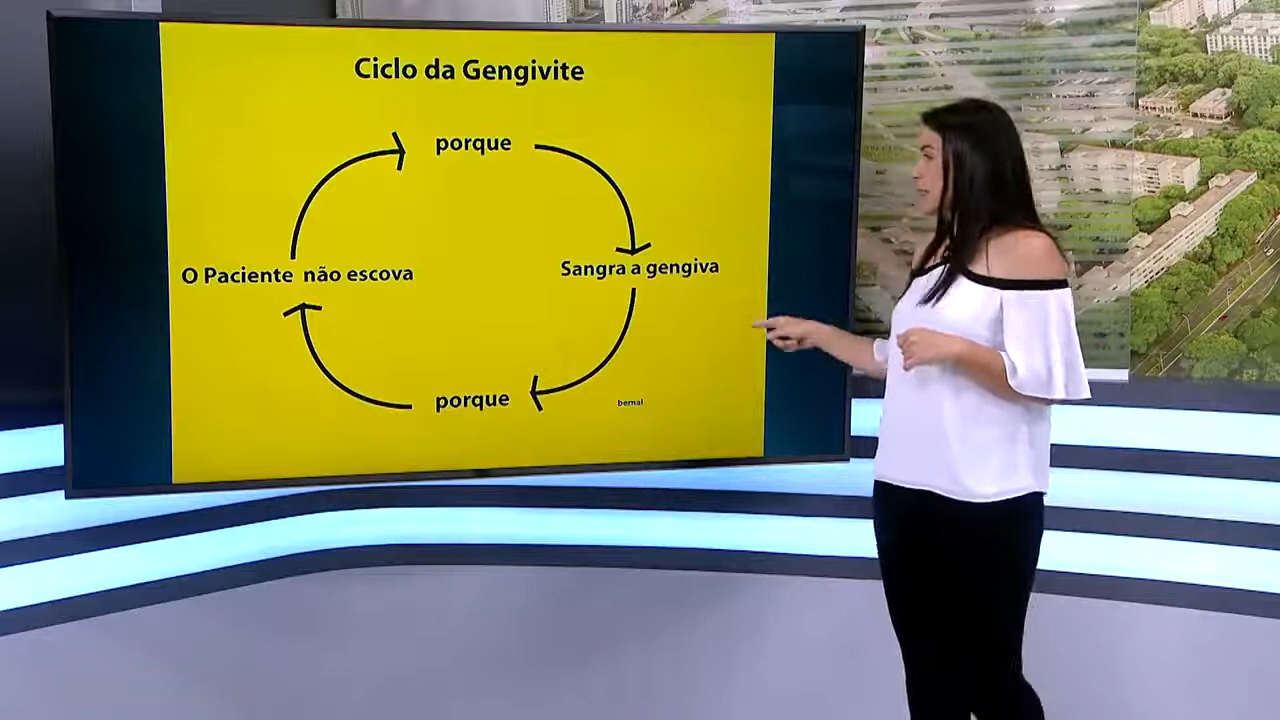 Ciclo da Gengivite
porque
O Paciente não escova
Sangra a gengiva
porque
bernal